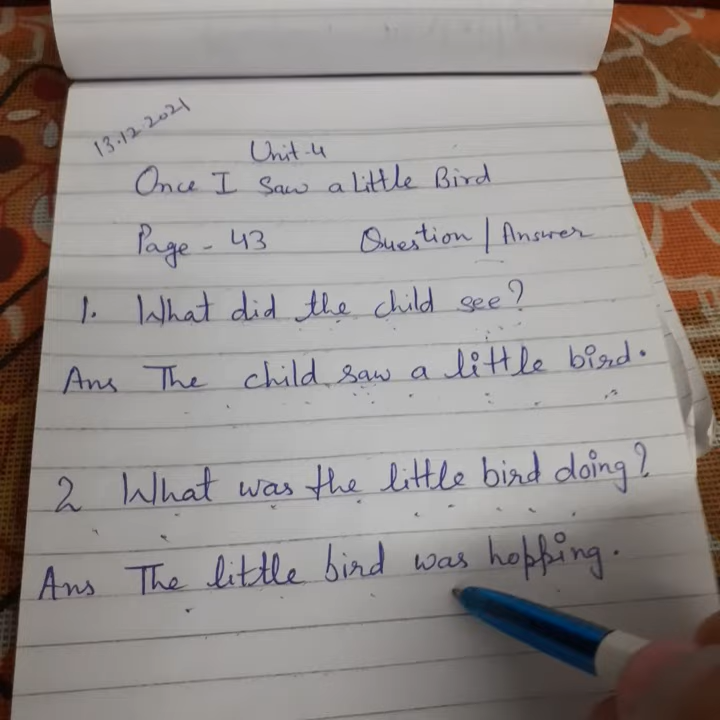 13.12.2021
Unit-4
Once I Saw a Little Bird
Page - 43 Question | Answer
1. What did the child see?
Ans The child saw a little bird.
2 What was the little bird doing?
Ans The little bird was hopping.